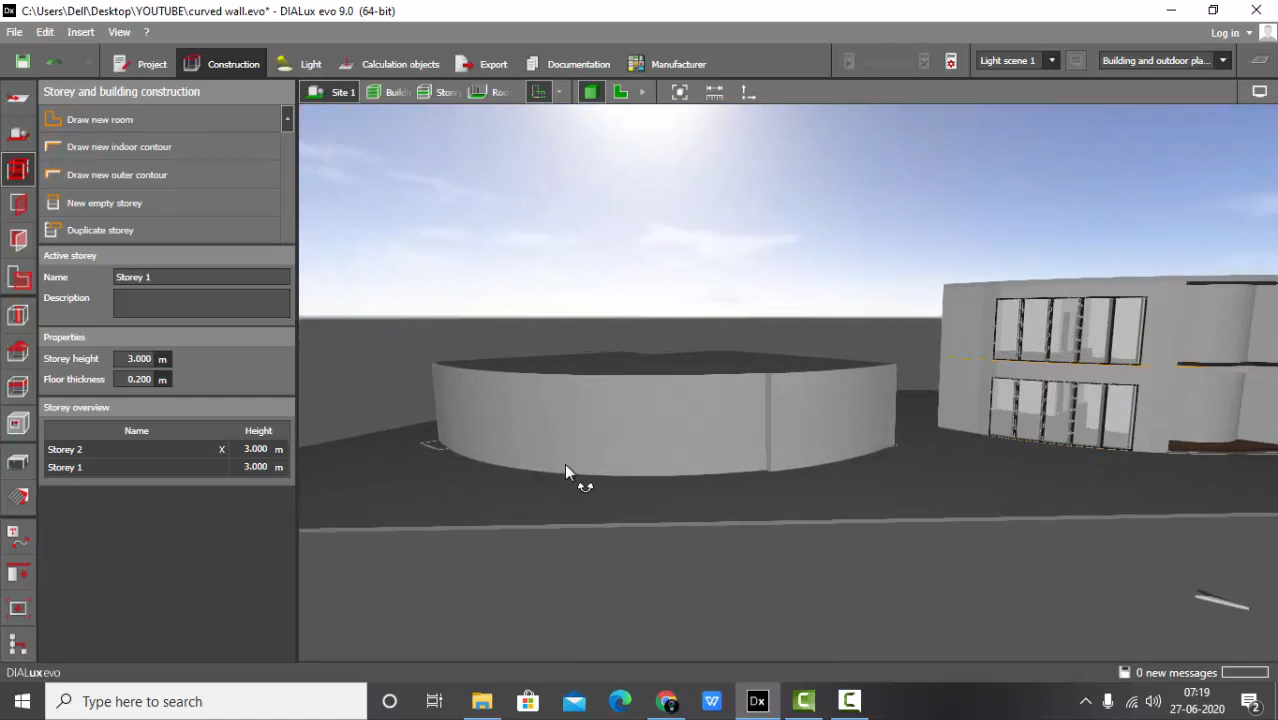 C:\Users\Dell\Desktop\YOUTUBE\curved wall.evo* - DIALux evo 9.0  (64-bit)
File Edit Insert View ?
Log in
Project Construction Light Calculation objects Export Documentation Manufacturer
Light scene 1 Building and outdoor pla...
Storey and building construction
Site 1
Draw new room
Draw new indoor contour
Draw new outer contour
New empty storey
Duplicate storey
Active storey
Name Storey 1
Description
Properties
Storey height 3.000 m
Floor thickness 0.200 m
Storey overview
Name Height
Storey 2 X 3.000 m
Storey 1 3.000 m
DIALux evo
0 new messages
Type here to search
07:19
27-06-2020
2